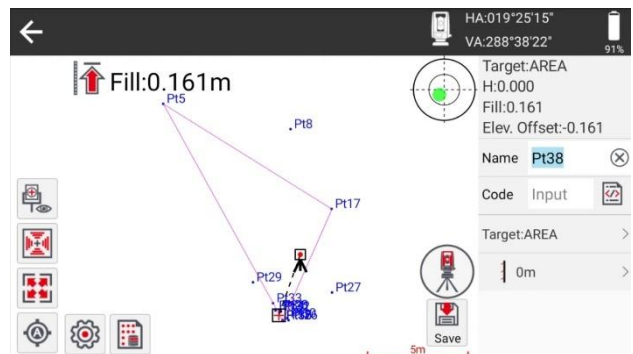 HA:019°25'15"
VA:288°38'22"
91%
Fill:0.161m
Target:AREA
H:0.000
Fill:0.161
Elev. Offset:-0.161
Name Pt38
Code Input
Target:AREA
0m
Save
5m
Pt5
Pt8
Pt17
Pt29
Pt27
Pt33